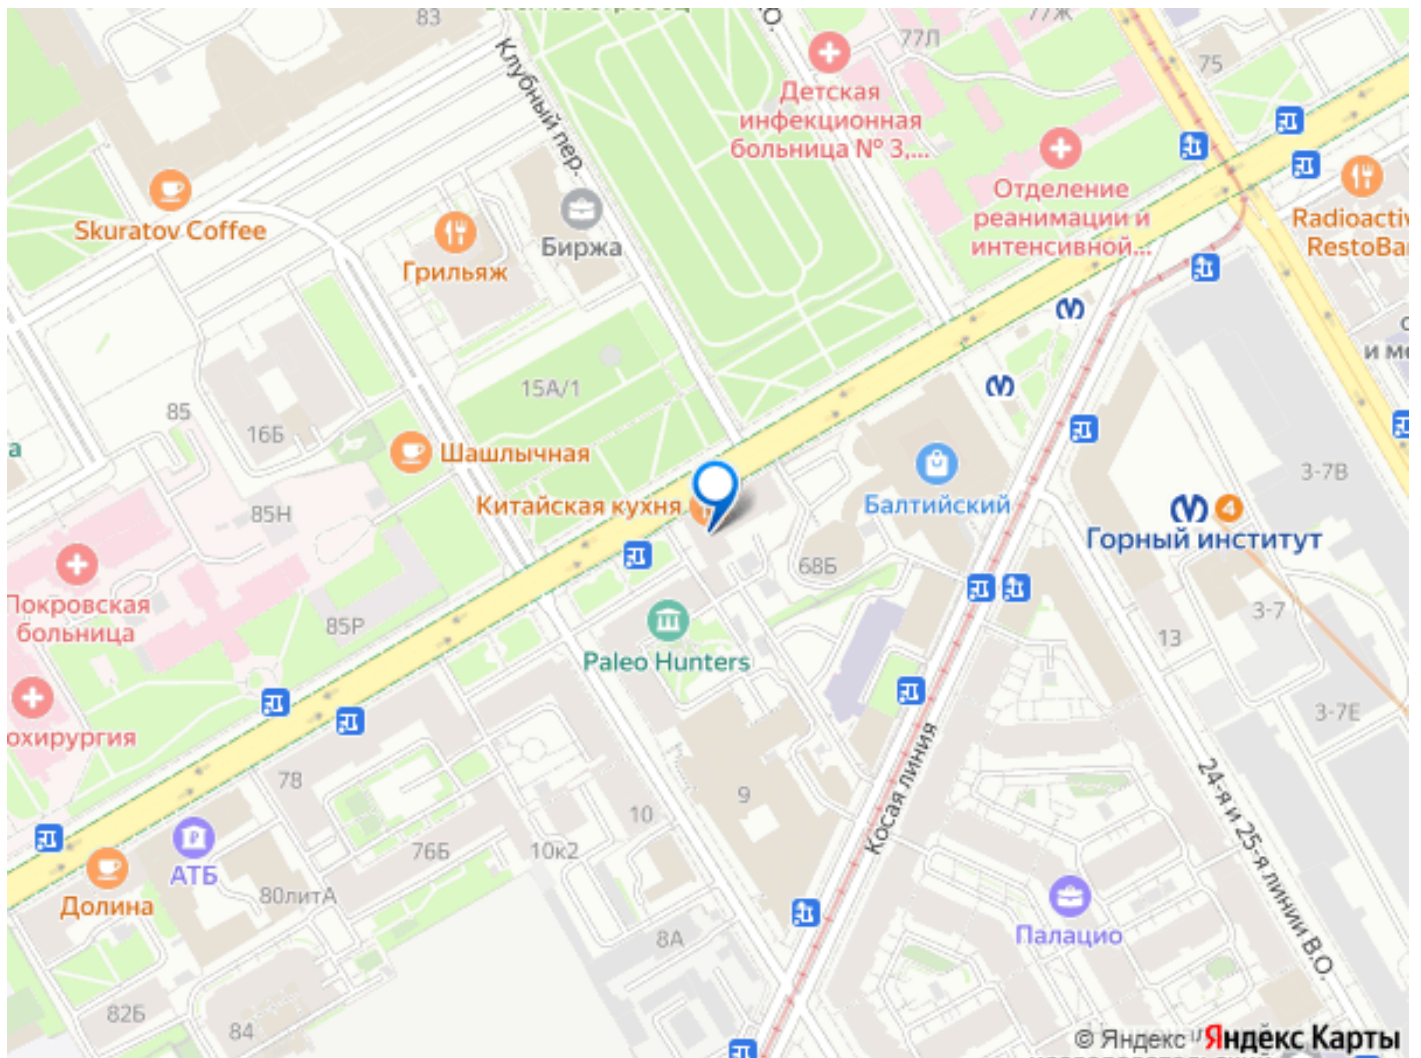 83
В.О.
77Ж
77Л
75
Клубный пер.
Детская
инфекционная
больница № 3,...
Отделение
реанимации и
интенсивной...
Skuratov Coffee
Грильяж
Биржа
RestoBar
и ме
15А/1
85
16Б
Шашлычная
Китайская кухня
85Н
Балтийский
3-7В
4
Горный институт
68Б
Покровская
больница
85Р
Paleo Hunters
13
3-7
3-7Е
охирургия
78
9
10
Косая линия
24-я и 25-я линии В.О.
76Б
10к2
АТБ
Долина
80литА
8А
Палацио
82Б
84
© Яндекс
Яндекс Карты